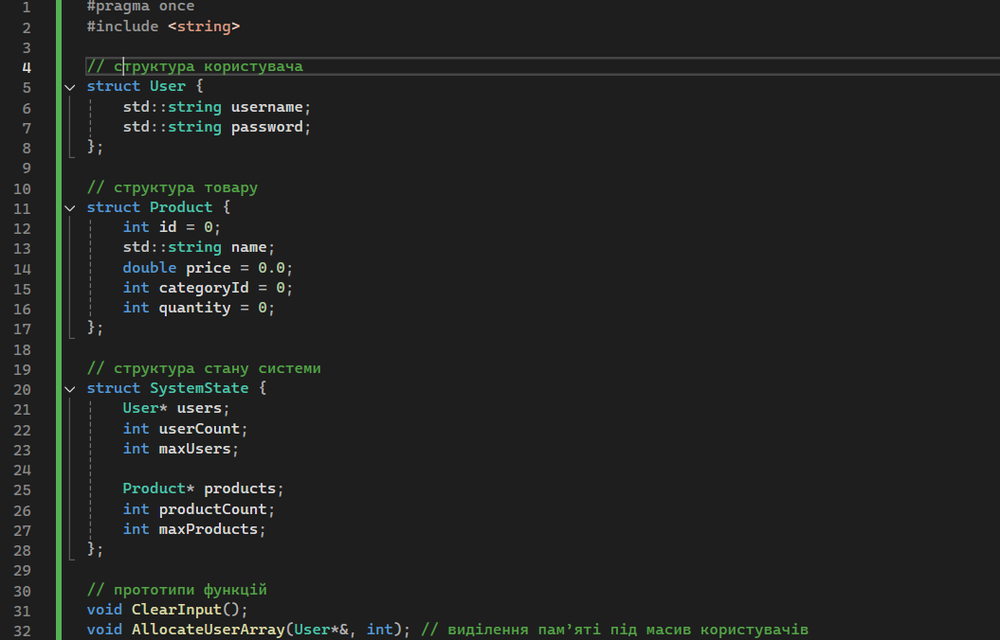 1 #pragma once
2 #include <string>
3
4 // структура користувача
5 struct User {
6 std::string username;
7 std::string password;
8 };
9
10 // структура товару
11 struct Product {
12 int id = 0;
13 std::string name;
14 double price = 0.0;
15 int categoryId = 0;
16 int quantity = 0;
17 };
18
19 // структура стану системи
20 struct SystemState {
21 User* users;
22 int userCount;
23 int maxUsers;
24
25 Product* products;
26 int productCount;
27 int maxProducts;
28 };
29
30 // прототипи функцій
31 void ClearInput();
32 void AllocateUserArray(User*&, int); // виділення пам’яті під масив користувачів